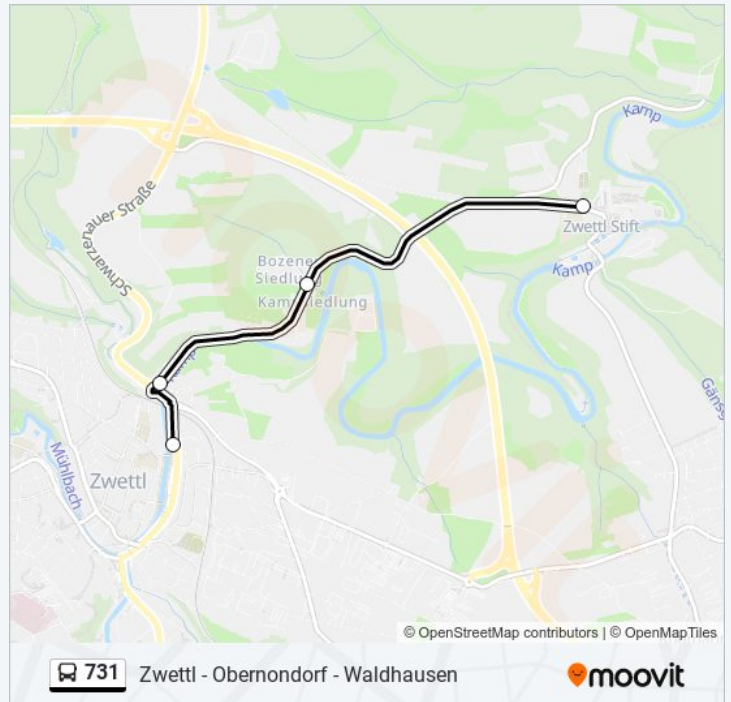 Kamp
Schwarzenauer Straße
Zwettl Stift
Bozener
Siedlung
Kamp
Kampsiedlung
Kamp
Mühlbach
Zwettl
© OpenStreetMap contributors | © OpenMapTiles
731 Zwettl - Obernondorf - Waldhausen
moovit